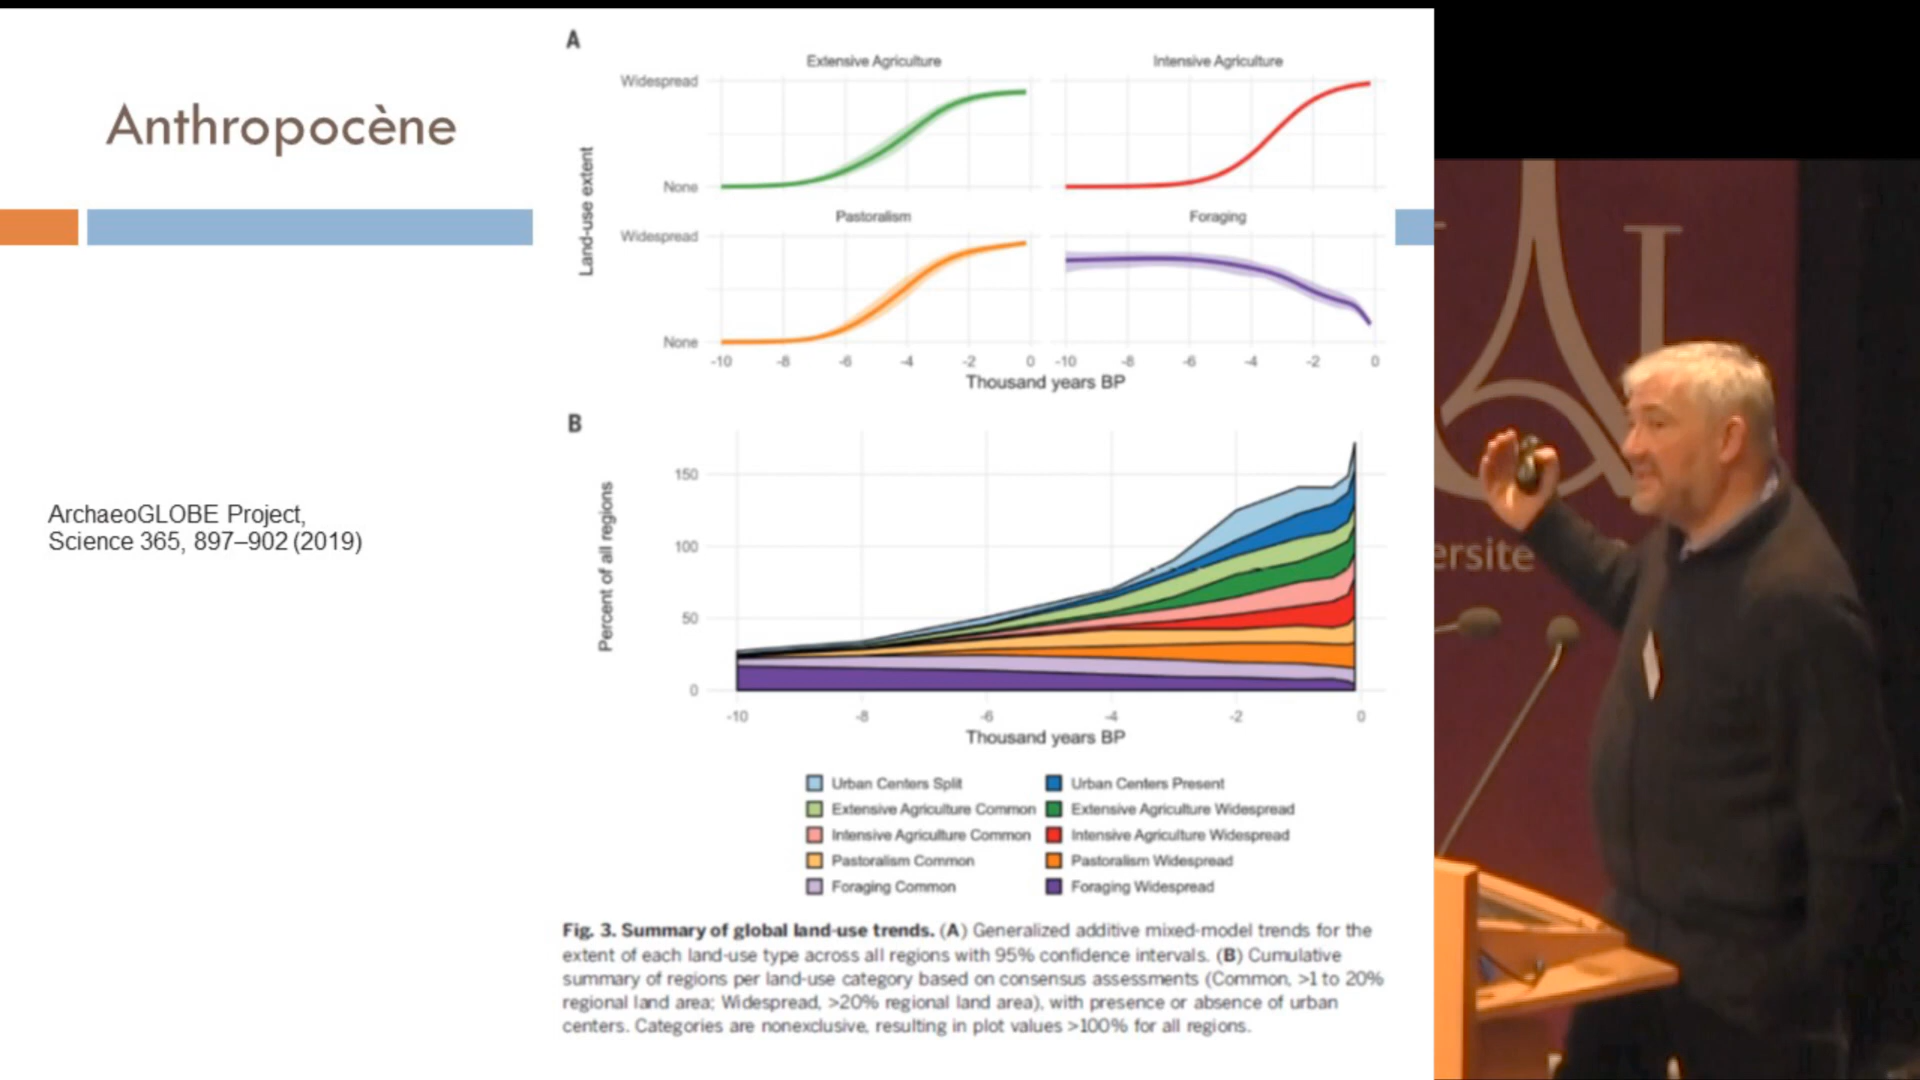 Anthropocène
ArchaeoGLOBE Project,
Science 365, 897–902 (2019)
A
Extensive Agriculture
Intensive Agriculture
Widespread
None
Pastoralism
Foraging
Widespread
None
Land-use extent
-10 -8 -6 -4 -2 0 -10 -8 -6 -4 -2 0
Thousand years BP
B
150
100
50
0
Percent of all regions
-10 -8 -6 -4 -2 0
Thousand years BP
Urban Centers Split
Urban Centers Present
Extensive Agriculture Common
Extensive Agriculture Widespread
Intensive Agriculture Common
Intensive Agriculture Widespread
Pastoralism Common
Pastoralism Widespread
Foraging Common
Foraging Widespread
Fig. 3. Summary of global land-use trends. (A) Generalized additive mixed-model trends for the
extent of each land-use type across all regions with 95% confidence intervals. (B) Cumulative
summary of regions per land-use category based on consensus assessments (Common, >1 to 20%
regional land area; Widespread, >20% regional land area), with presence or absence of urban
centers. Categories are nonexclusive, resulting in plot values >100% for all regions.
ersité